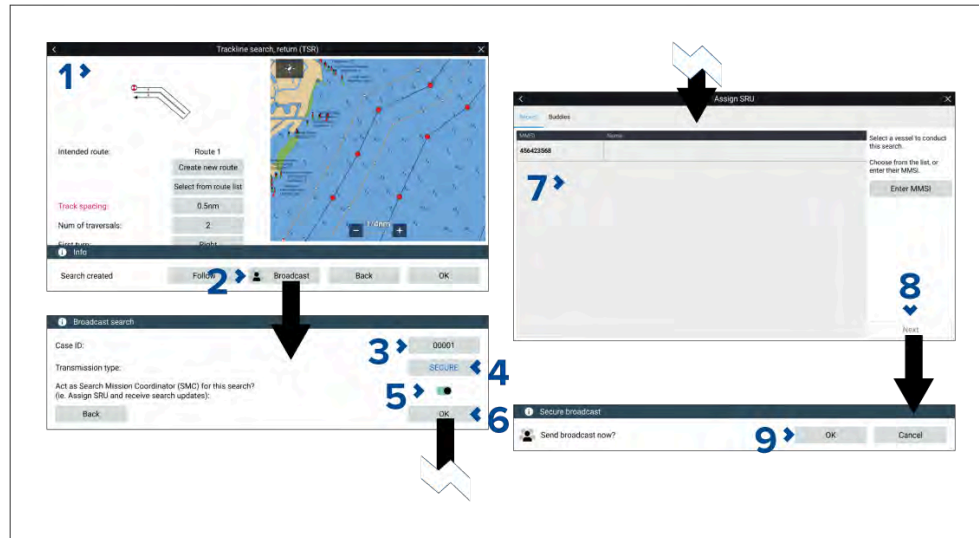 Trackline search, return (TSR)
1
Intended route:
Route 1
Create new route
Select from route list
Track spacing:
0.5nm
Num of traversals:
2
First turn:
Right
Info
Search created
Follow
2
Broadcast
Back
OK
Broadcast search
Case ID:
3
00001
Transmission type:
SECURE
4
Act as Search Mission Coordinator (SMC) for this search?
(ie. Assign SRU and receive search updates):
5
Back
OK
6
Assign SRU
Buddies
MMSI
Name
456423568
7
Select a vessel to conduct
this search.
Choose from the list, or
enter their MMSI.
Enter MMSI
8
Next
Secure broadcast
Send broadcast now?
9
OK
Cancel